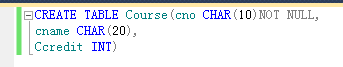 CREATE TABLE Course(cno CHAR(10)NOT NULL,
cname CHAR(20),
Ccredit INT)